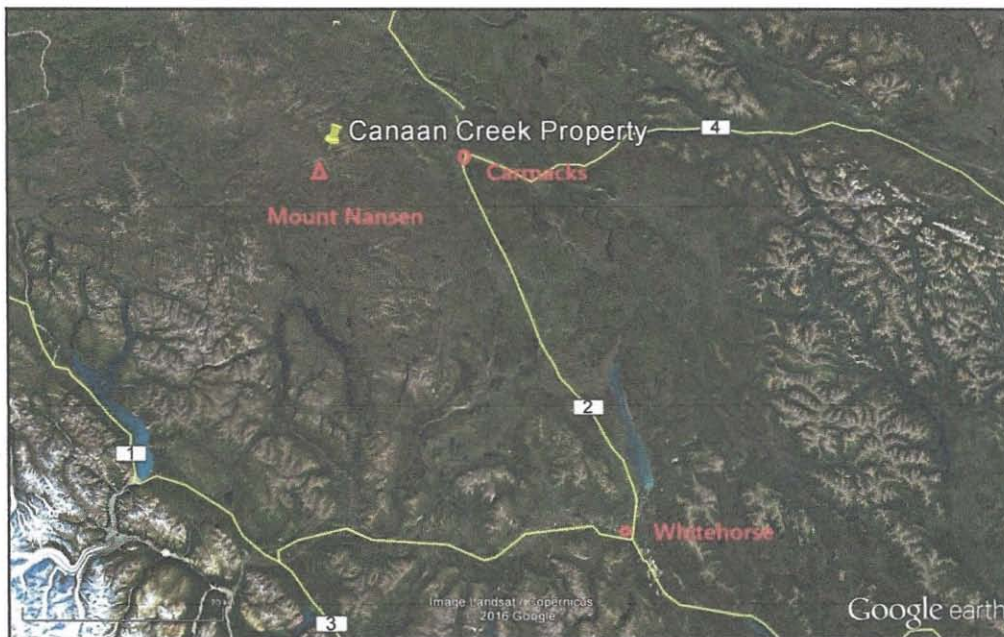 Canaan Creek Property
4
Carmacks
Mount Nansen
2
1
Whitehorse
Image Landsat / Copernicus
2016 Google
3
Google earth